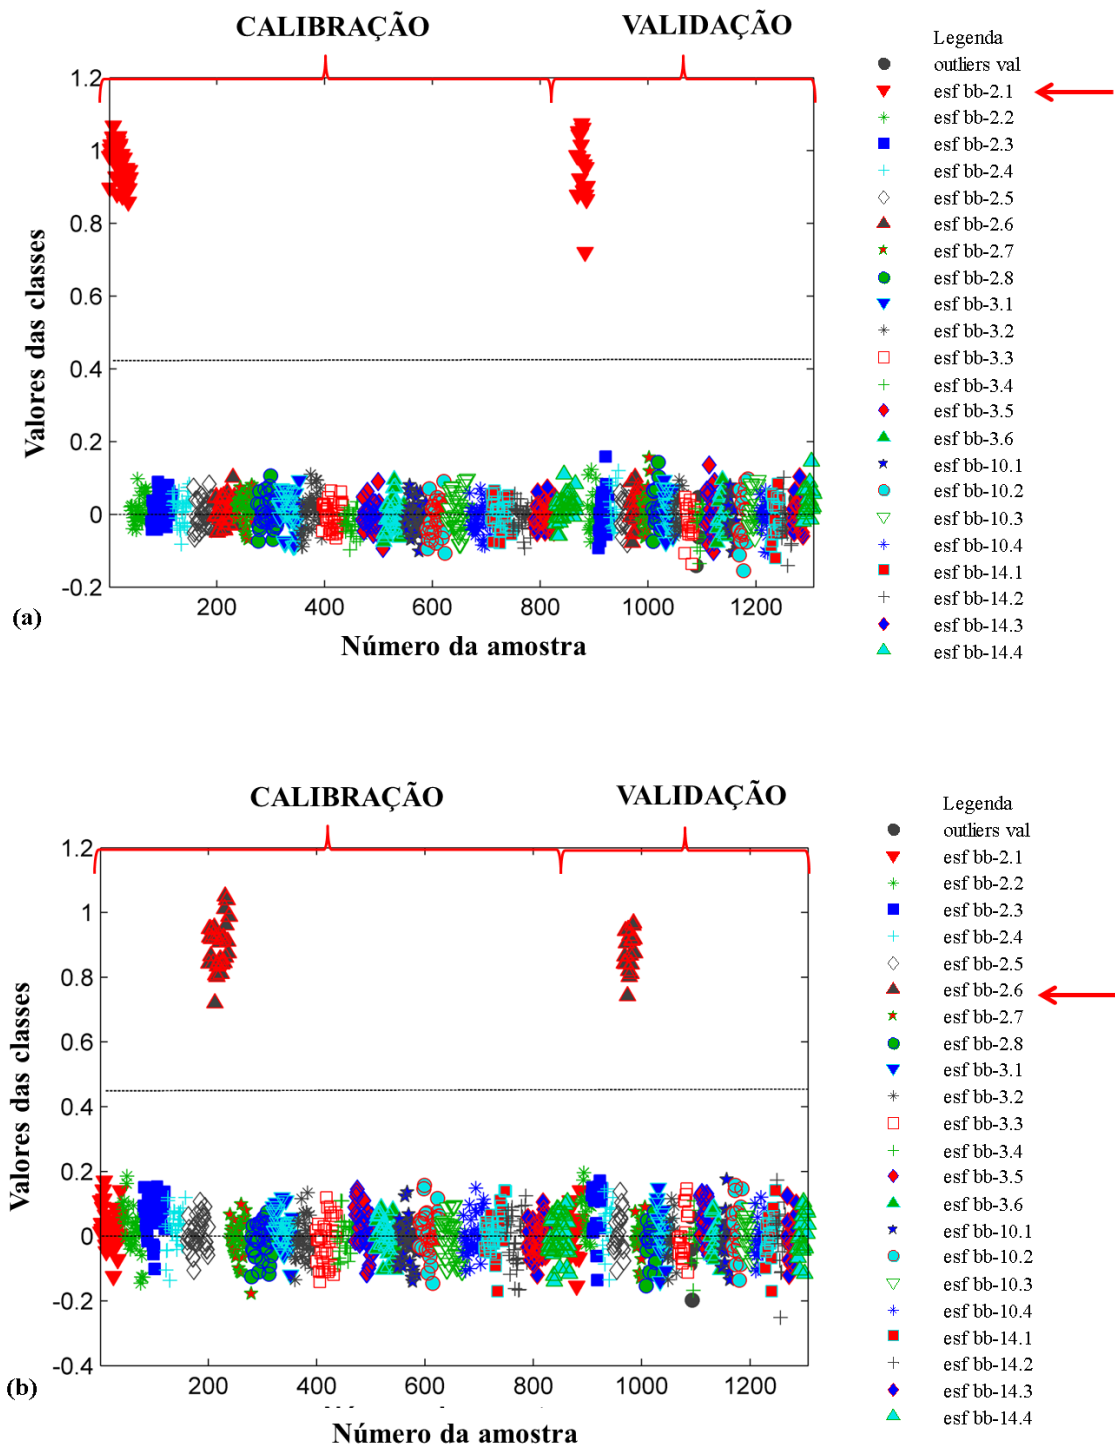 CALIBRAÇÃO
VALIDAÇÃO
Valores das classes
1.2
1
0.8
0.6
0.4
0.2
0
-0.2
200
400
600
800
1000
1200
(a)
Número da amostra
Legenda
outliers val
esf bb-2.1
esf bb-2.2
esf bb-2.3
esf bb-2.4
esf bb-2.5
esf bb-2.6
esf bb-2.7
esf bb-2.8
esf bb-3.1
esf bb-3.2
esf bb-3.3
esf bb-3.4
esf bb-3.5
esf bb-3.6
esf bb-10.1
esf bb-10.2
esf bb-10.3
esf bb-10.4
esf bb-14.1
esf bb-14.2
esf bb-14.3
esf bb-14.4
CALIBRAÇÃO
VALIDAÇÃO
Valores das classes
1.2
1
0.8
0.6
0.4
0.2
0
-0.2
-0.4
200
400
600
800
1000
1200
(b)
Número da amostra
Legenda
outliers val
esf bb-2.1
esf bb-2.2
esf bb-2.3
esf bb-2.4
esf bb-2.5
esf bb-2.6
esf bb-2.7
esf bb-2.8
esf bb-3.1
esf bb-3.2
esf bb-3.3
esf bb-3.4
esf bb-3.5
esf bb-3.6
esf bb-10.1
esf bb-10.2
esf bb-10.3
esf bb-10.4
esf bb-14.1
esf bb-14.2
esf bb-14.3
esf bb-14.4